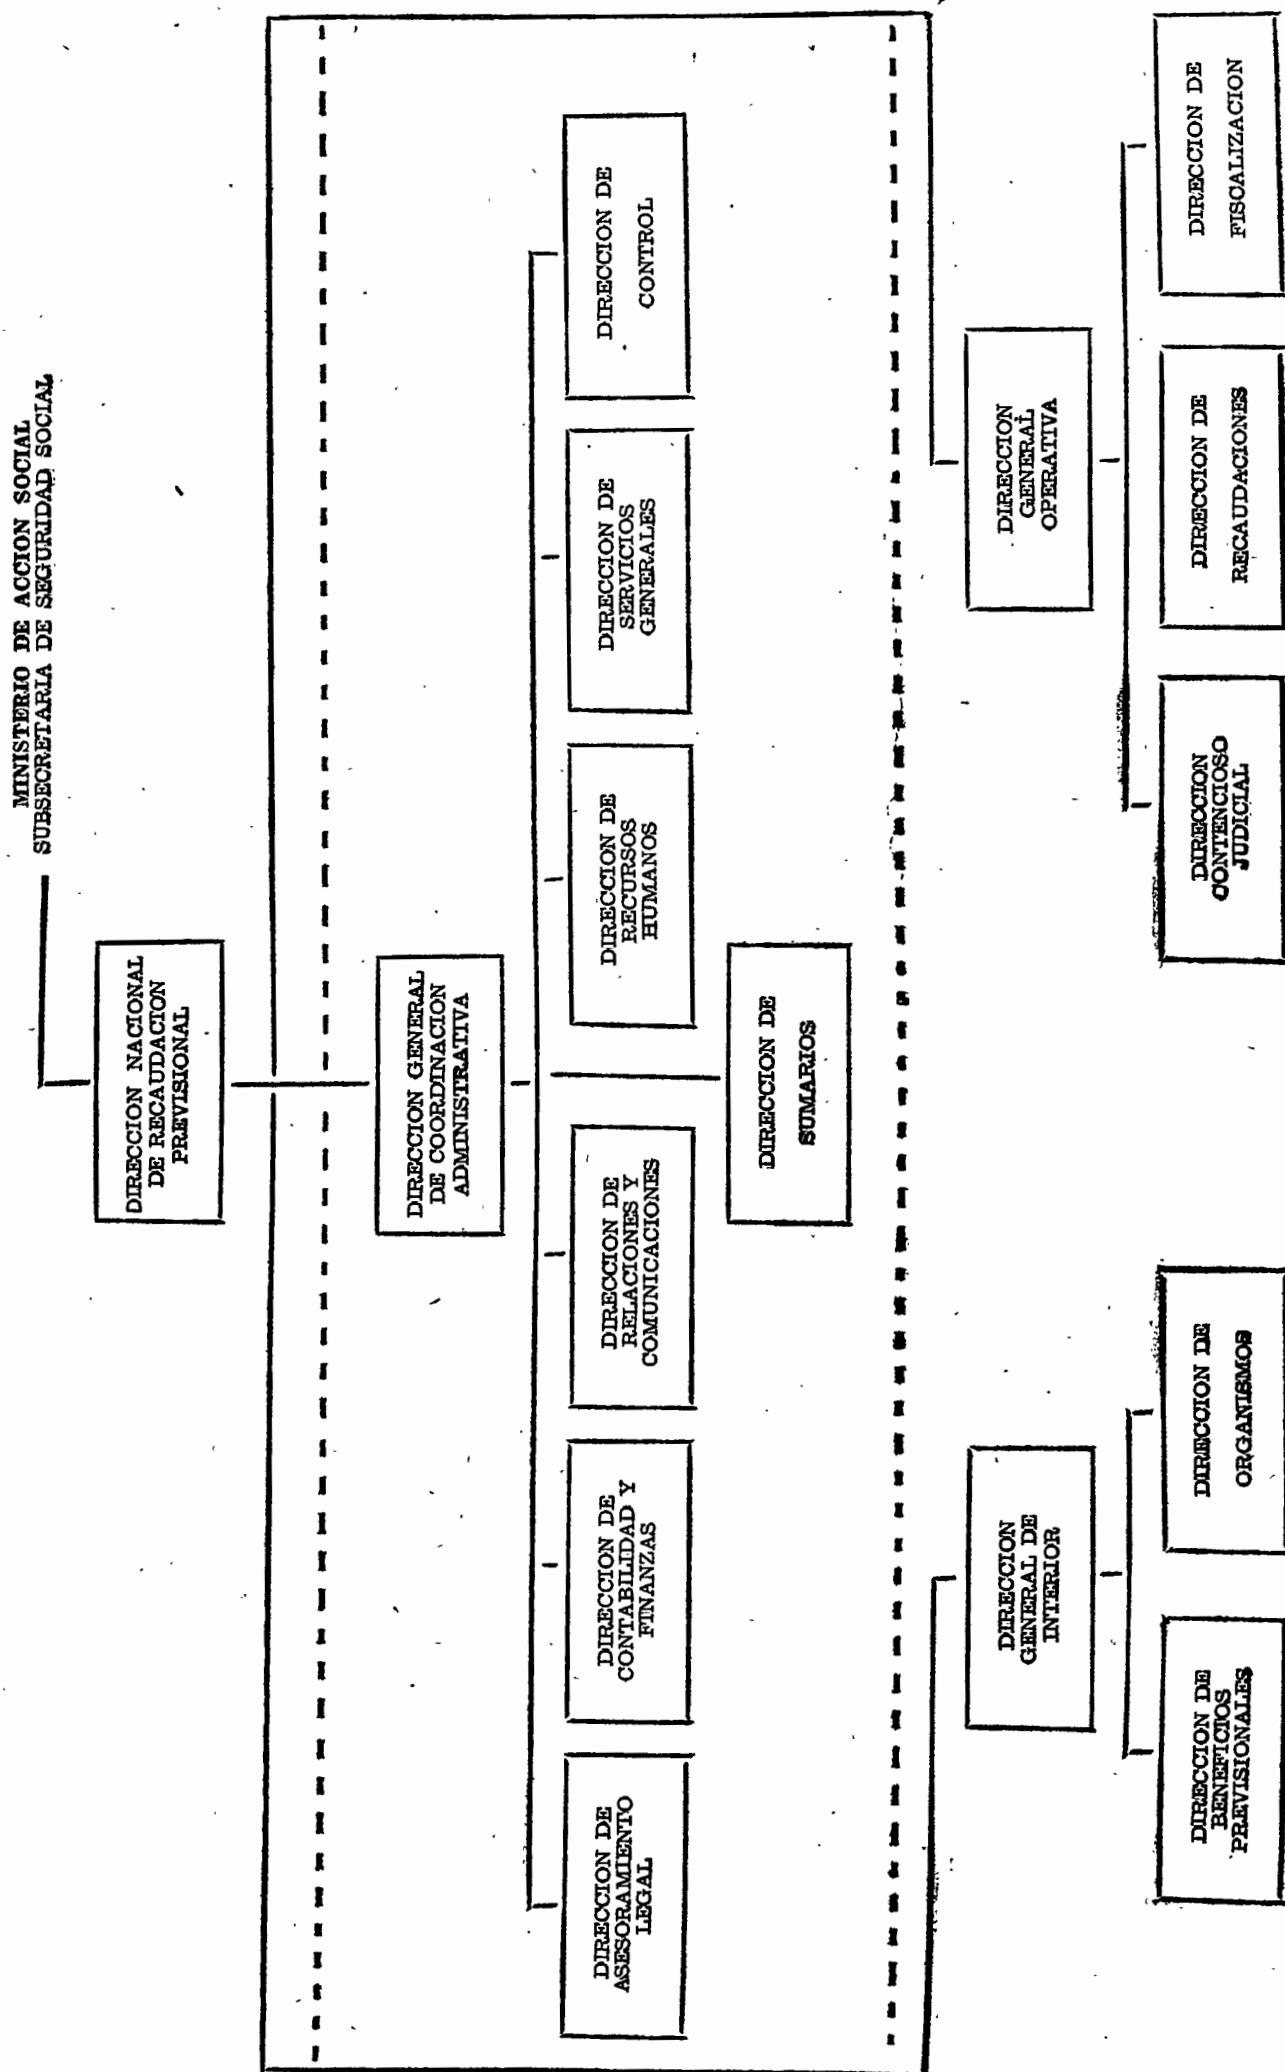 MINISTERIO DE ACCION SOCIAL
SUBSECRETARIA DE SEGURIDAD SOCIAL
DIRECCION NACIONAL
DE RECAUDACION
PREVISIONAL
DIRECCION GENERAL
DE COORDINACION
ADMINISTRATIVA
DIRECCION DE
ASESORAMIENTO
LEGAL
DIRECCION DE
CONTABILIDAD Y
FINANZAS
DIRECCION DE
RELACIONES Y
COMUNICACIONES
DIRECCION DE
RECURSOS
HUMANOS
DIRECCION DE
SERVICIOS
GENERALES
DIRECCION DE
CONTROL
DIRECCION DE
SUMARIOS
DIRECCION
GENERAL DE
INTERIOR
DIRECCION
GENERAL
OPERATIVA
DIRECCION DE
BENEFICIOS
PREVISIONALES
DIRECCION DE
ORGANISMOS
DIRECCION
CONTENCIOSO
JUDICIAL
DIRECCION DE
RECAUDACIONES
DIRECCION DE
FISCALIZACION